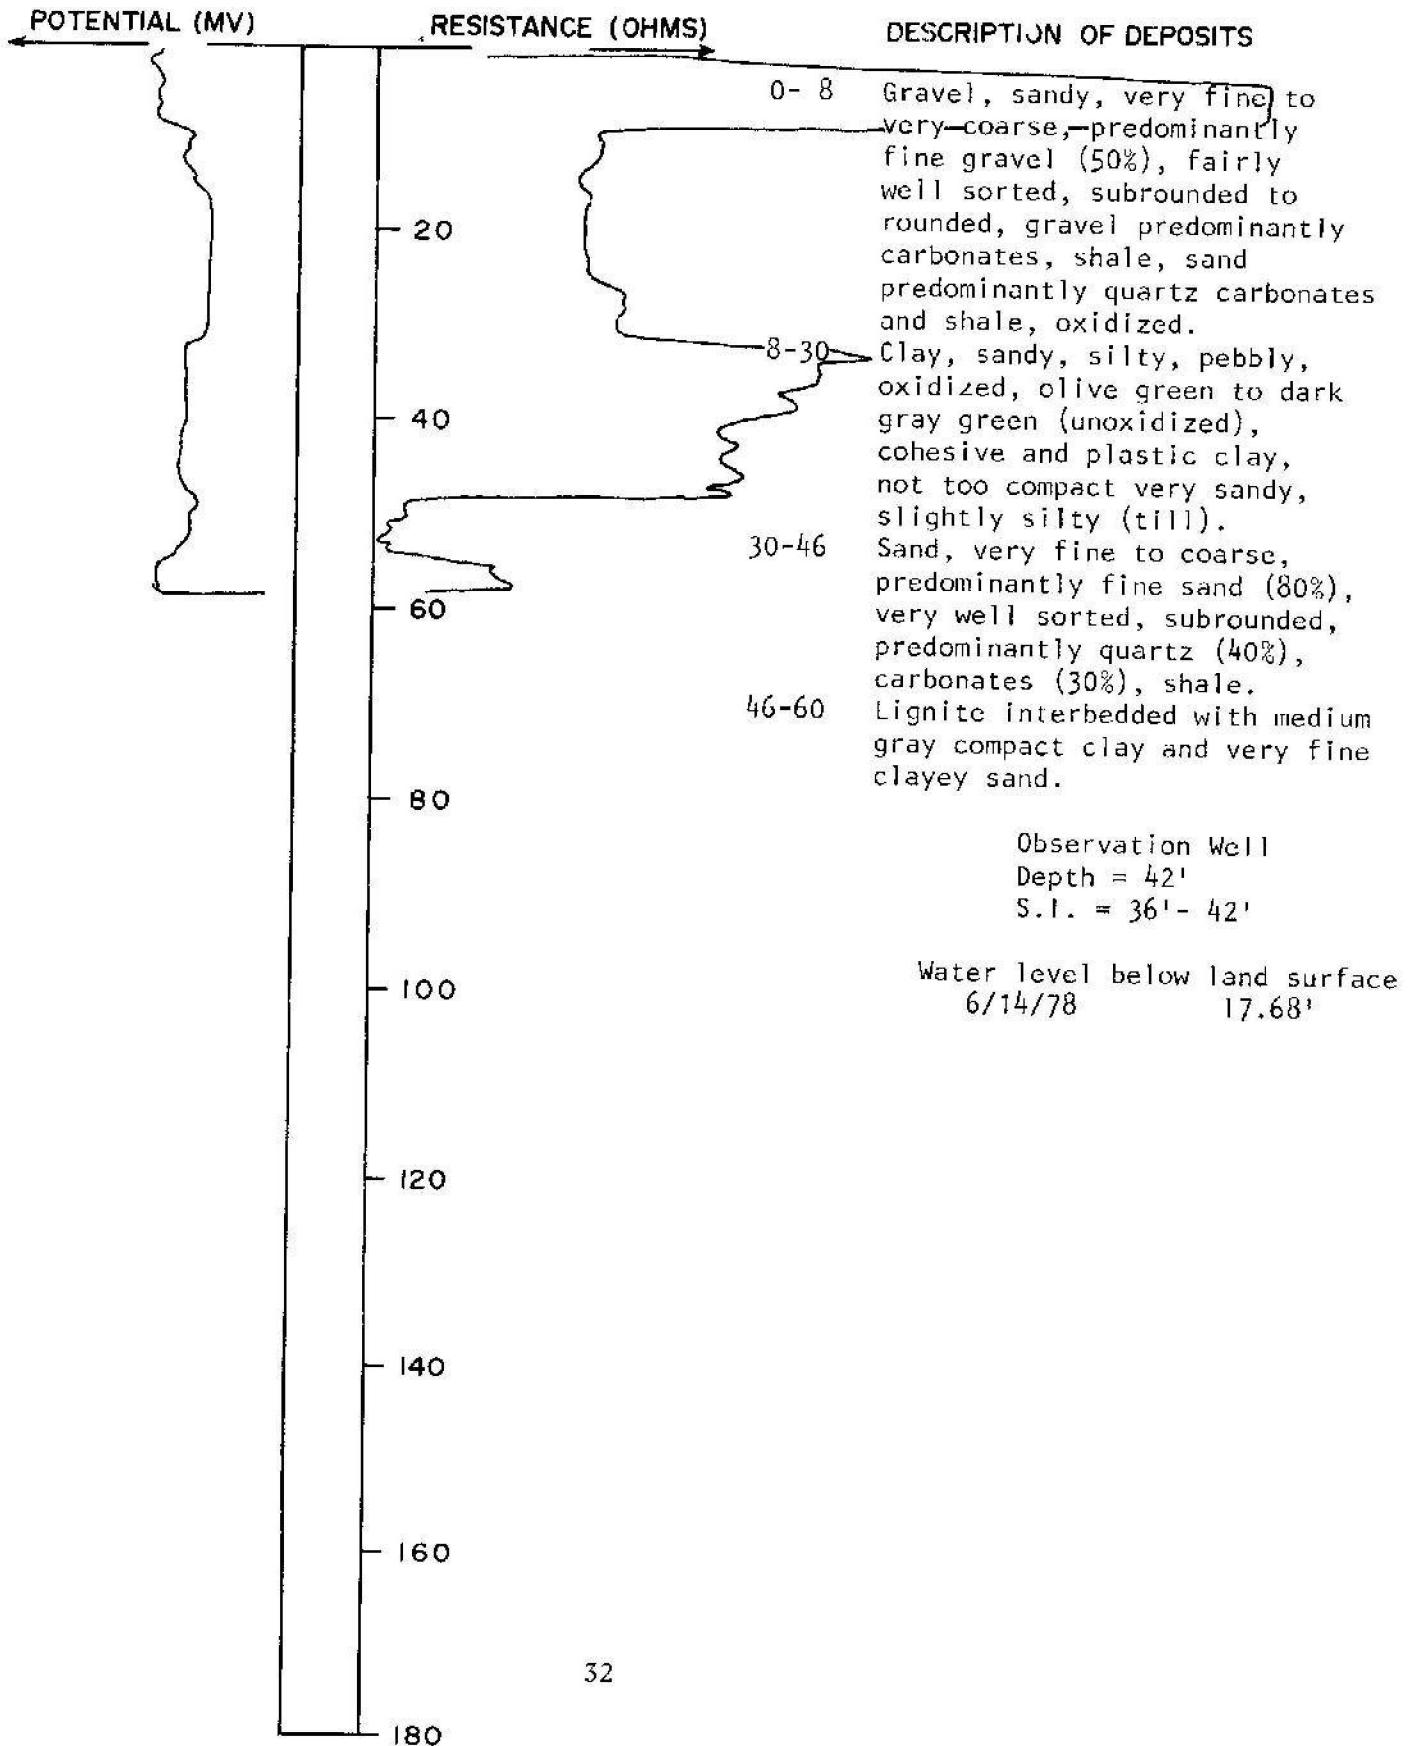 POTENTIAL (MV) RESISTANCE (OHMS) DESCRIPTION OF DEPOSITS
0- 8 Gravel, sandy, very fine to
very coarse, predominantly
fine gravel (50%), fairly
well sorted, subrounded to
rounded, gravel predominantly
carbonates, shale, sand
predominantly quartz carbonates
and shale, oxidized.
8-30 Clay, sandy, silty, pebbly,
oxidized, olive green to dark
gray green (unoxidized),
cohesive and plastic clay,
not too compact very sandy,
slightly silty (till).
30-46 Sand, very fine to coarse,
predominantly fine sand (80%),
very well sorted, subrounded,
predominantly quartz (40%),
carbonates (30%), shale.
46-60 Lignite interbedded with medium
gray compact clay and very fine
clayey sand.
Observation Well
Depth = 42'
S.I. = 36'- 42'
Water level below land surface
6/14/78 17.68'
20
40
60
80
100
120
140
160
180
32